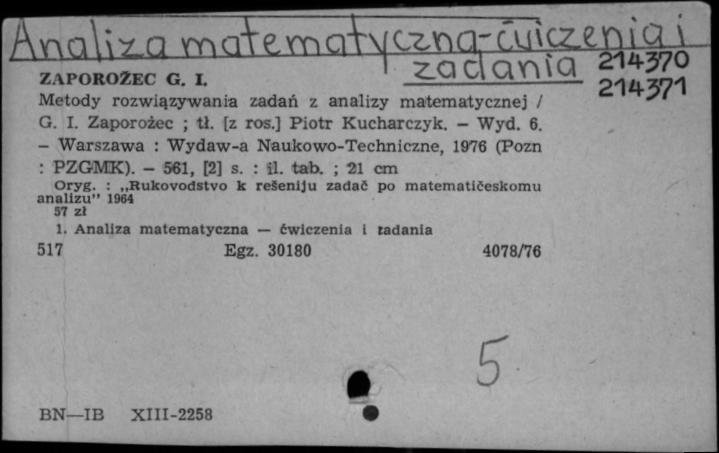 Analiza matematyczna-ćwiczenia i
zadania 214370
214371
ZAPOROŻEC G. I.
Metody rozwiązywania zadań z analizy matematycznej /
G. I. Zaporożec ; tł. [z ros.] Piotr Kucharczyk. — Wyd. 6.
— Warszawa : Wydaw-a Naukowo-Techniczne, 1976 (Pozn
: PZGMK). — 561, [2] s. : il. tab. ; 21 cm
Oryg. : „Rukovodstvo k rešeniju zadač po matematičeskomu
analizu" 1964
57 zł
1. Analiza matematyczna — ćwiczenia i zadania
517 Egz. 30180 4078/76
5
BN—IB XIII-2258